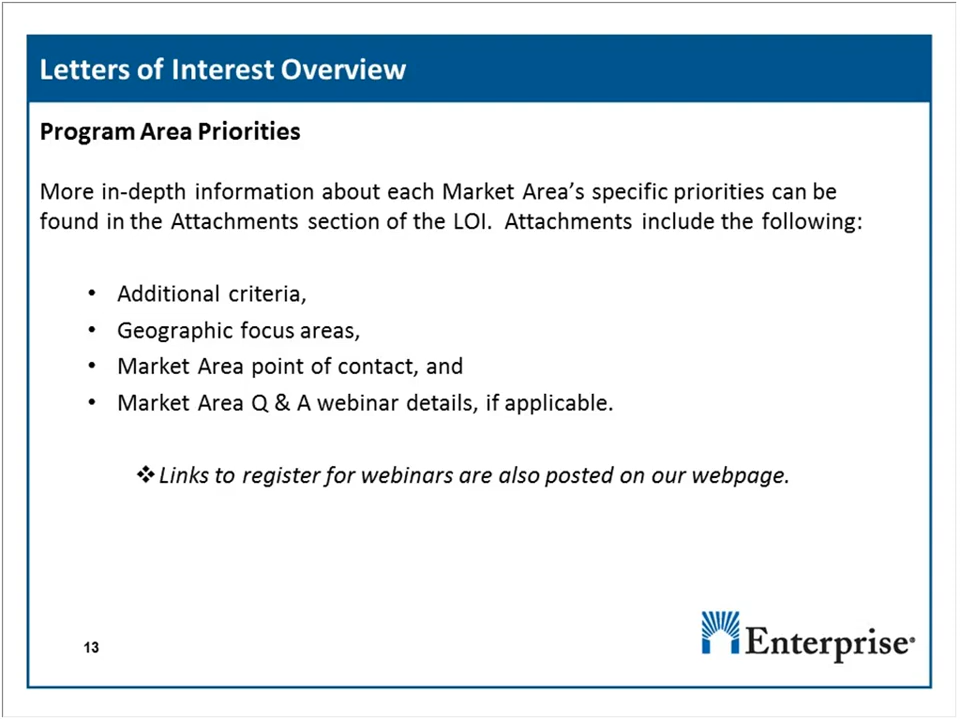 Letters of Interest Overview
Program Area Priorities
More in-depth information about each Market Area’s specific priorities can be
found in the Attachments section of the LOI.  Attachments include the following:
• Additional criteria,
• Geographic focus areas,
• Market Area point of contact, and
• Market Area Q & A webinar details, if applicable.
❖Links to register for webinars are also posted on our webpage.
13
Enterprise®